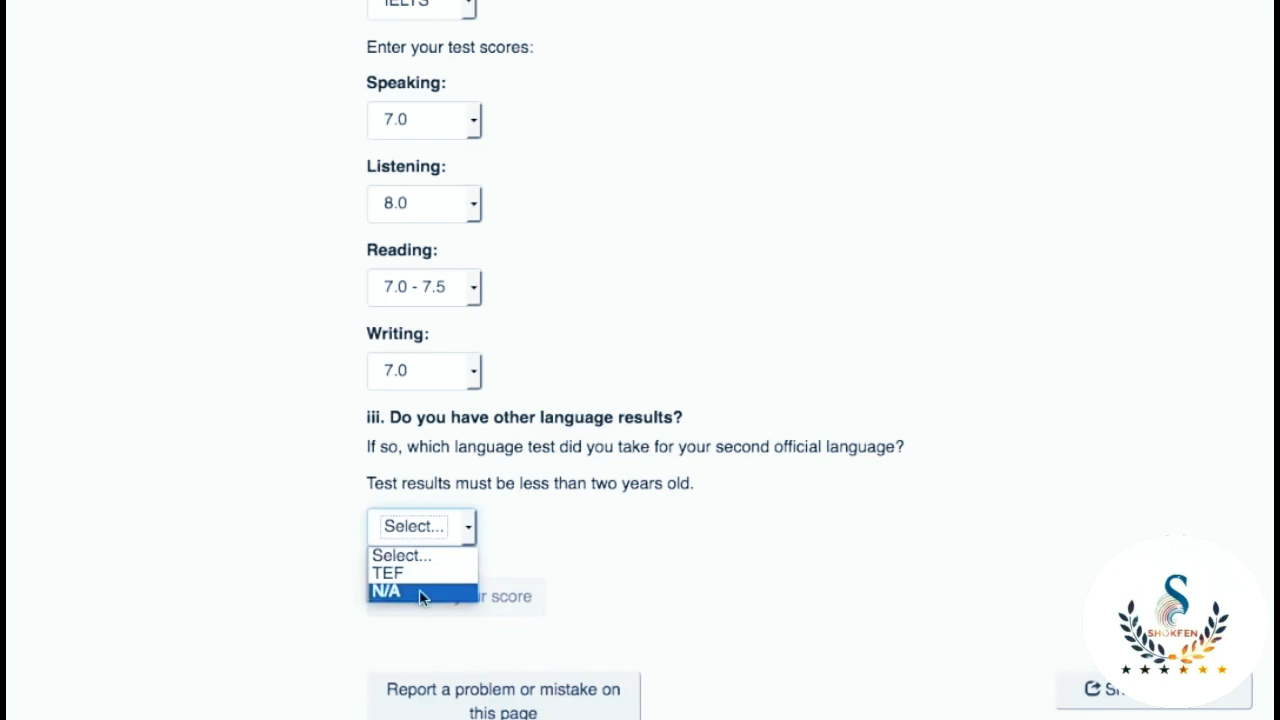 IELTS
Enter your test scores:
Speaking:
7.0
Listening:
8.0
Reading:
7.0 - 7.5
Writing:
7.0
iii. Do you have other language results?
If so, which language test did you take for your second official language?
Test results must be less than two years old.
Select...
Select...
TEF
N/A
score
Report a problem or mistake on
this page
SHOKFEN